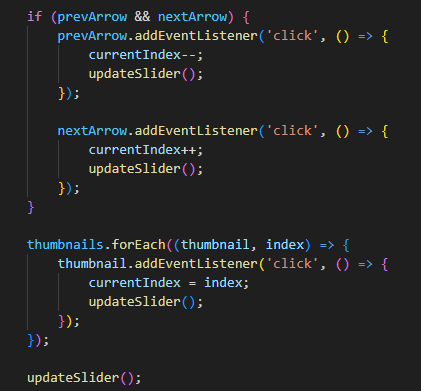 if (prevArrow && nextArrow) {
    prevArrow.addEventListener('click', () => {
        currentIndex--;
        updateSlider();
    });

    nextArrow.addEventListener('click', () => {
        currentIndex++;
        updateSlider();
    });
}

thumbnails.forEach((thumbnail, index) => {
    thumbnail.addEventListener('click', () => {
        currentIndex = index;
        updateSlider();
    });
});

updateSlider();